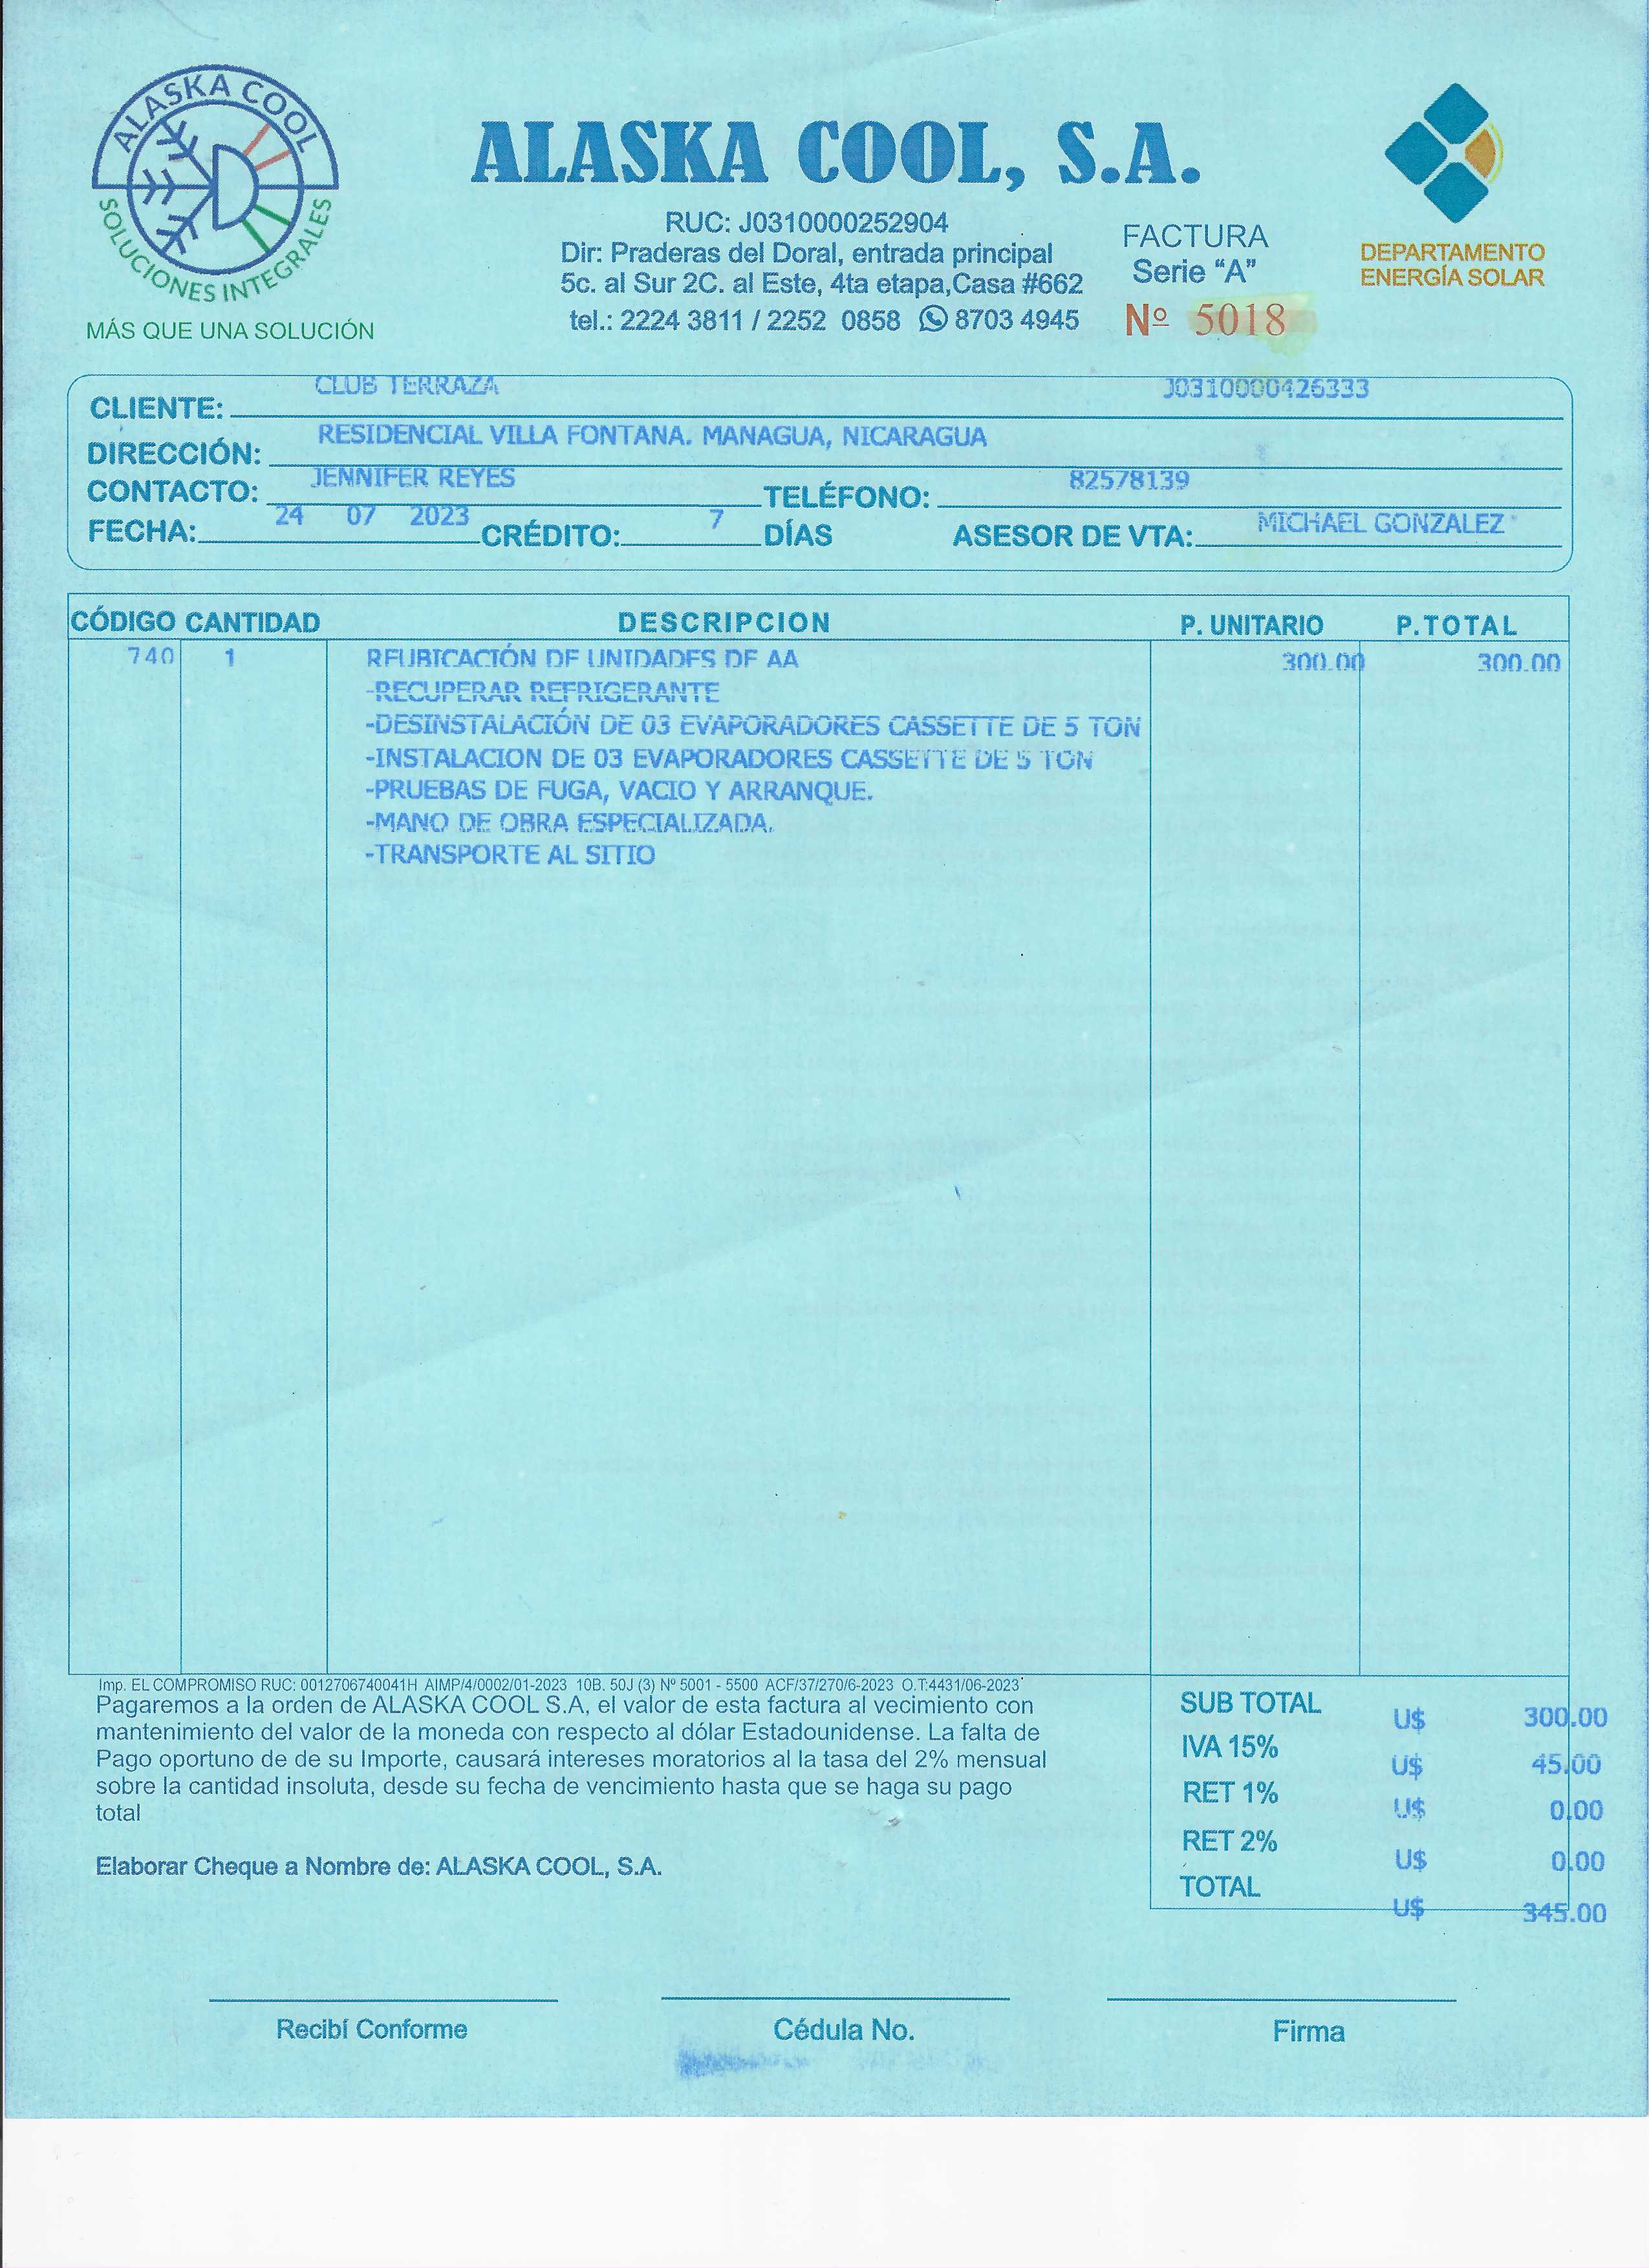 ALASKA COOL
SOLUCIONES INTEGRALES
MÁS QUE UNA SOLUCIÓN
ALASKA COOL, S.A.
RUC: J0310000252904
Dir: Praderas del Doral, entrada principal
5c. al Sur 2C. al Este, 4ta etapa,Casa #662
tel.: 2224 3811 / 2252 0858 8703 4945
FACTURA
Serie “A”
Nº 5018
DEPARTAMENTO
ENERGÍA SOLAR
CLIENTE: CLUB TERRAZA J0310000426333
DIRECCIÓN: RESIDENCIAL VILLA FONTANA. MANAGUA, NICARAGUA
CONTACTO: JENNIFER REYES TELÉFONO: 82578139
FECHA: 24 07 2023 CRÉDITO: 7 DÍAS ASESOR DE VTA: MICHAEL GONZALEZ
CÓDIGO CANTIDAD DESCRIPCION P. UNITARIO P.TOTAL
740 1 REUBICACIÓN DE UNIDADES DE AA 300.00 300.00
-RECUPERAR REFRIGERANTE
-DESINSTALACIÓN DE 03 EVAPORADORES CASSETTE DE 5 TON
-INSTALACION DE 03 EVAPORADORES CASSETTE DE 5 TON
-PRUEBAS DE FUGA, VACIO Y ARRANQUE.
-MANO DE OBRA ESPECIALIZADA.
-TRANSPORTE AL SITIO
Imp. EL COMPROMISO RUC: 0012706740041H AIMP/4/0002/01-2023 10B. 50J (3) Nº 5001 - 5500 ACF/37/270/6-2023 O.T:4431/06-2023
Pagaremos a la orden de ALASKA COOL S.A, el valor de esta factura al vecimiento con
mantenimiento del valor de la moneda con respecto al dólar Estadounidense. La falta de
Pago oportuno de de su Importe, causará intereses moratorios al la tasa del 2% mensual
sobre la cantidad insoluta, desde su fecha de vencimiento hasta que se haga su pago
total
Elaborar Cheque a Nombre de: ALASKA COOL, S.A.
SUB TOTAL U$ 300.00
IVA 15% U$ 45.00
RET 1% U$ 0.00
RET 2% U$ 0.00
TOTAL U$ 345.00
Recibí Conforme Cédula No. Firma